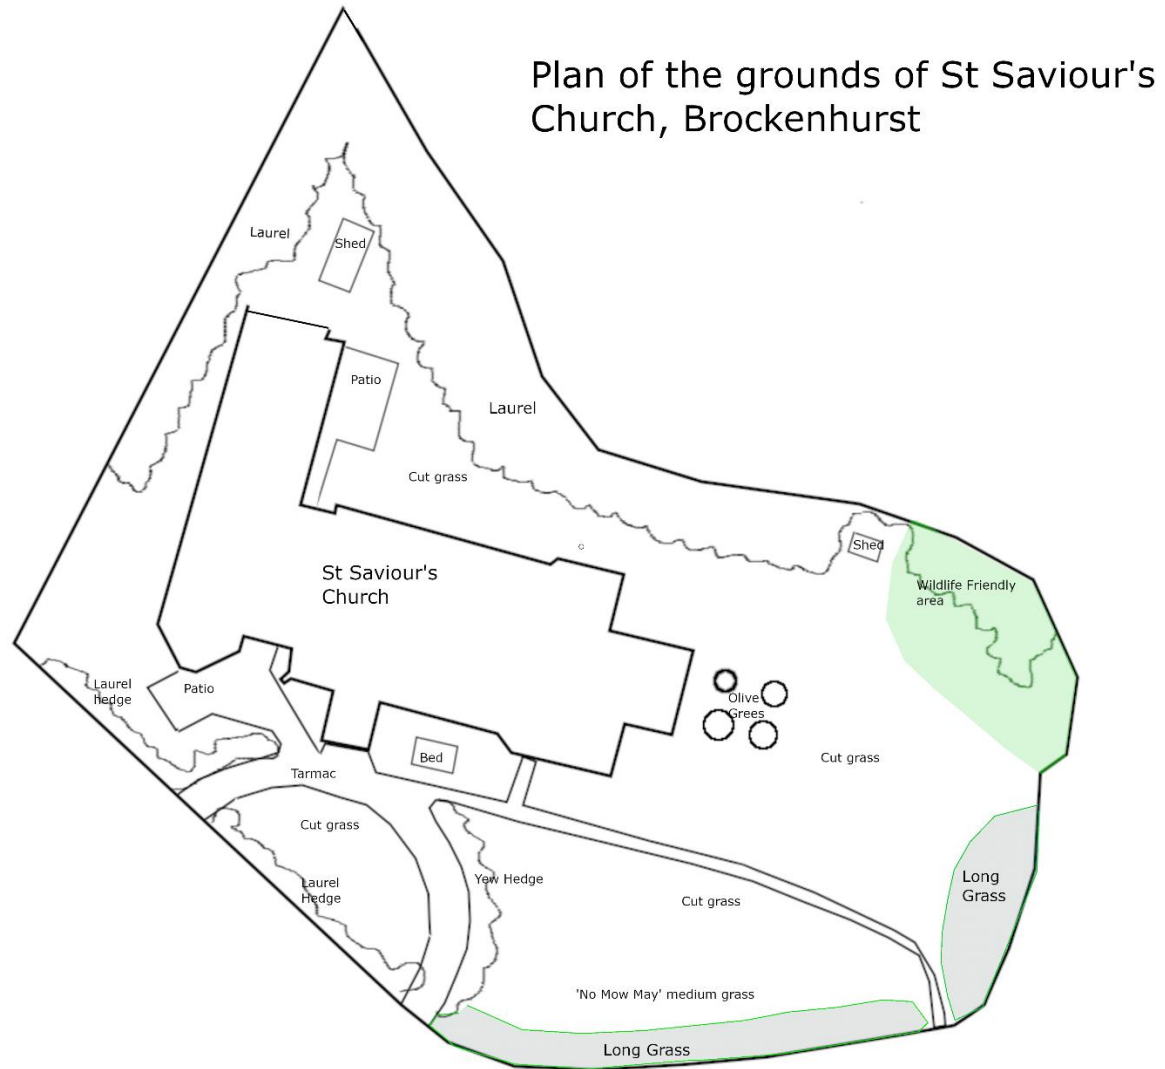 Plan of the grounds of St Saviour's
Church, Brockenhurst
Laurel
Shed
Patio
Laurel
Cut grass
Shed
St Saviour's
Church
Wildlife Friendly
area
Laurel
hedge
Patio
Olive
Grees
Bed
Cut grass
Tarmac
Cut grass
Laurel
Hedge
Yew Hedge
Cut grass
Long
Grass
'No Mow May' medium grass
Long Grass